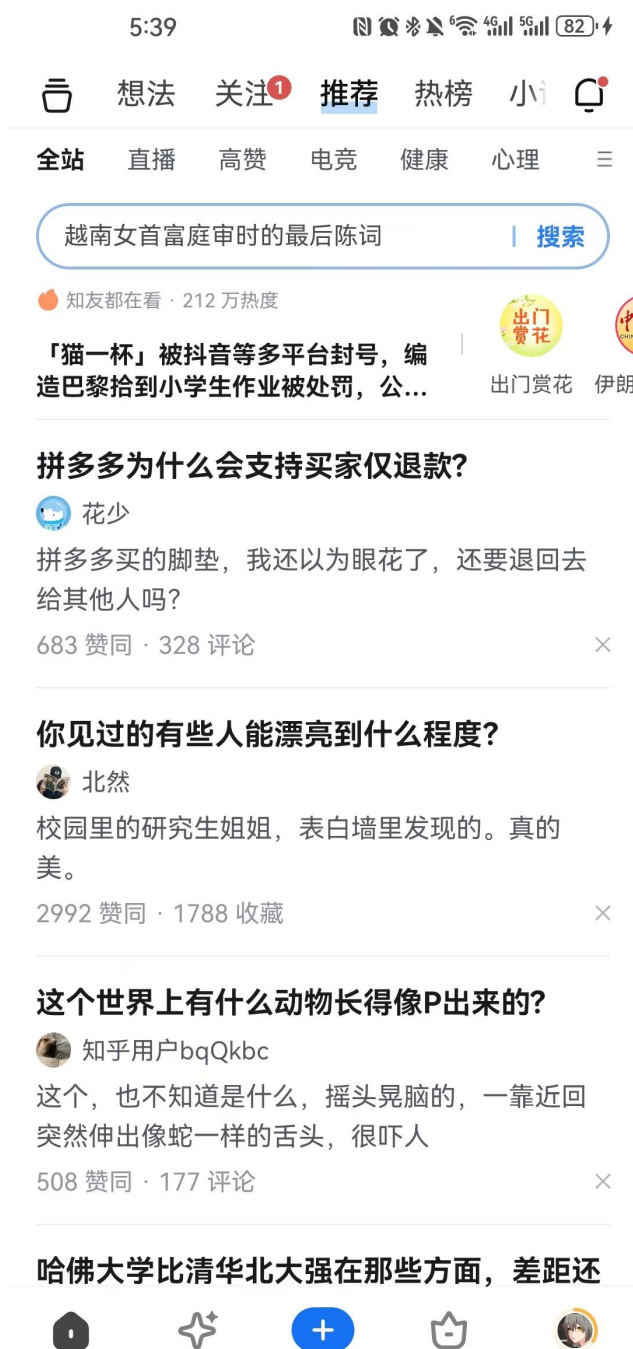 5:39
6 4G 5G 82
想法 关注 1 推荐 热榜 小
全站 直播 高赞 电竞 健康 心理
越南女首富庭审时的最后陈词 搜索
知友都在看 · 212 万热度
「猫一杯」被抖音等多平台封号，编
造巴黎拾到小学生作业被处罚，公...
出门
赏花
出门赏花 伊朗
拼多多为什么会支持买家仅退款？
花少
拼多多买的脚垫，我还以为眼花了，还要退回去
给其他人吗？
683 赞同 · 328 评论
你见过的有些人能漂亮到什么程度？
北然
校园里的研究生姐姐，表白墙里发现的。真的
美。
2992 赞同 · 1788 收藏
这个世界上有什么动物长得像P出来的？
知乎用户bqQkbc
这个，也不知道是什么，摇头晃脑的，一靠近回
突然伸出像蛇一样的舌头，很吓人
508 赞同 · 177 评论
哈佛大学比清华北大强在那些方面，差距还